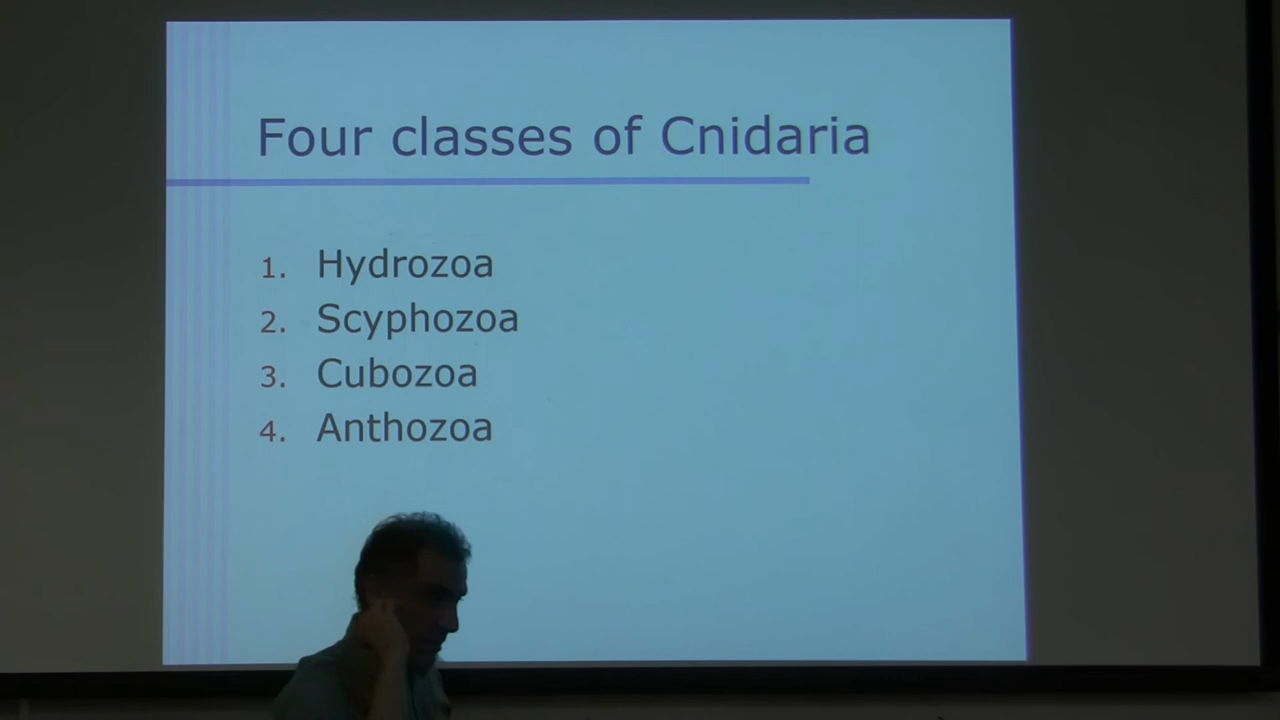 Four classes of Cnidaria
1. Hydrozoa
2. Scyphozoa
3. Cubozoa
4. Anthozoa